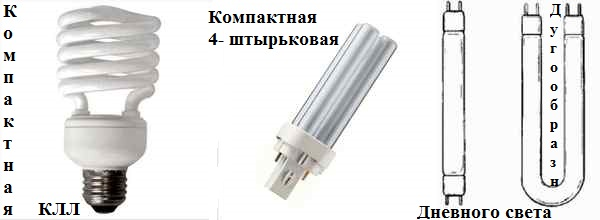 Компактная
КЛЛ
Компактная
4- штырьковая
Дугообразн
Дневного света